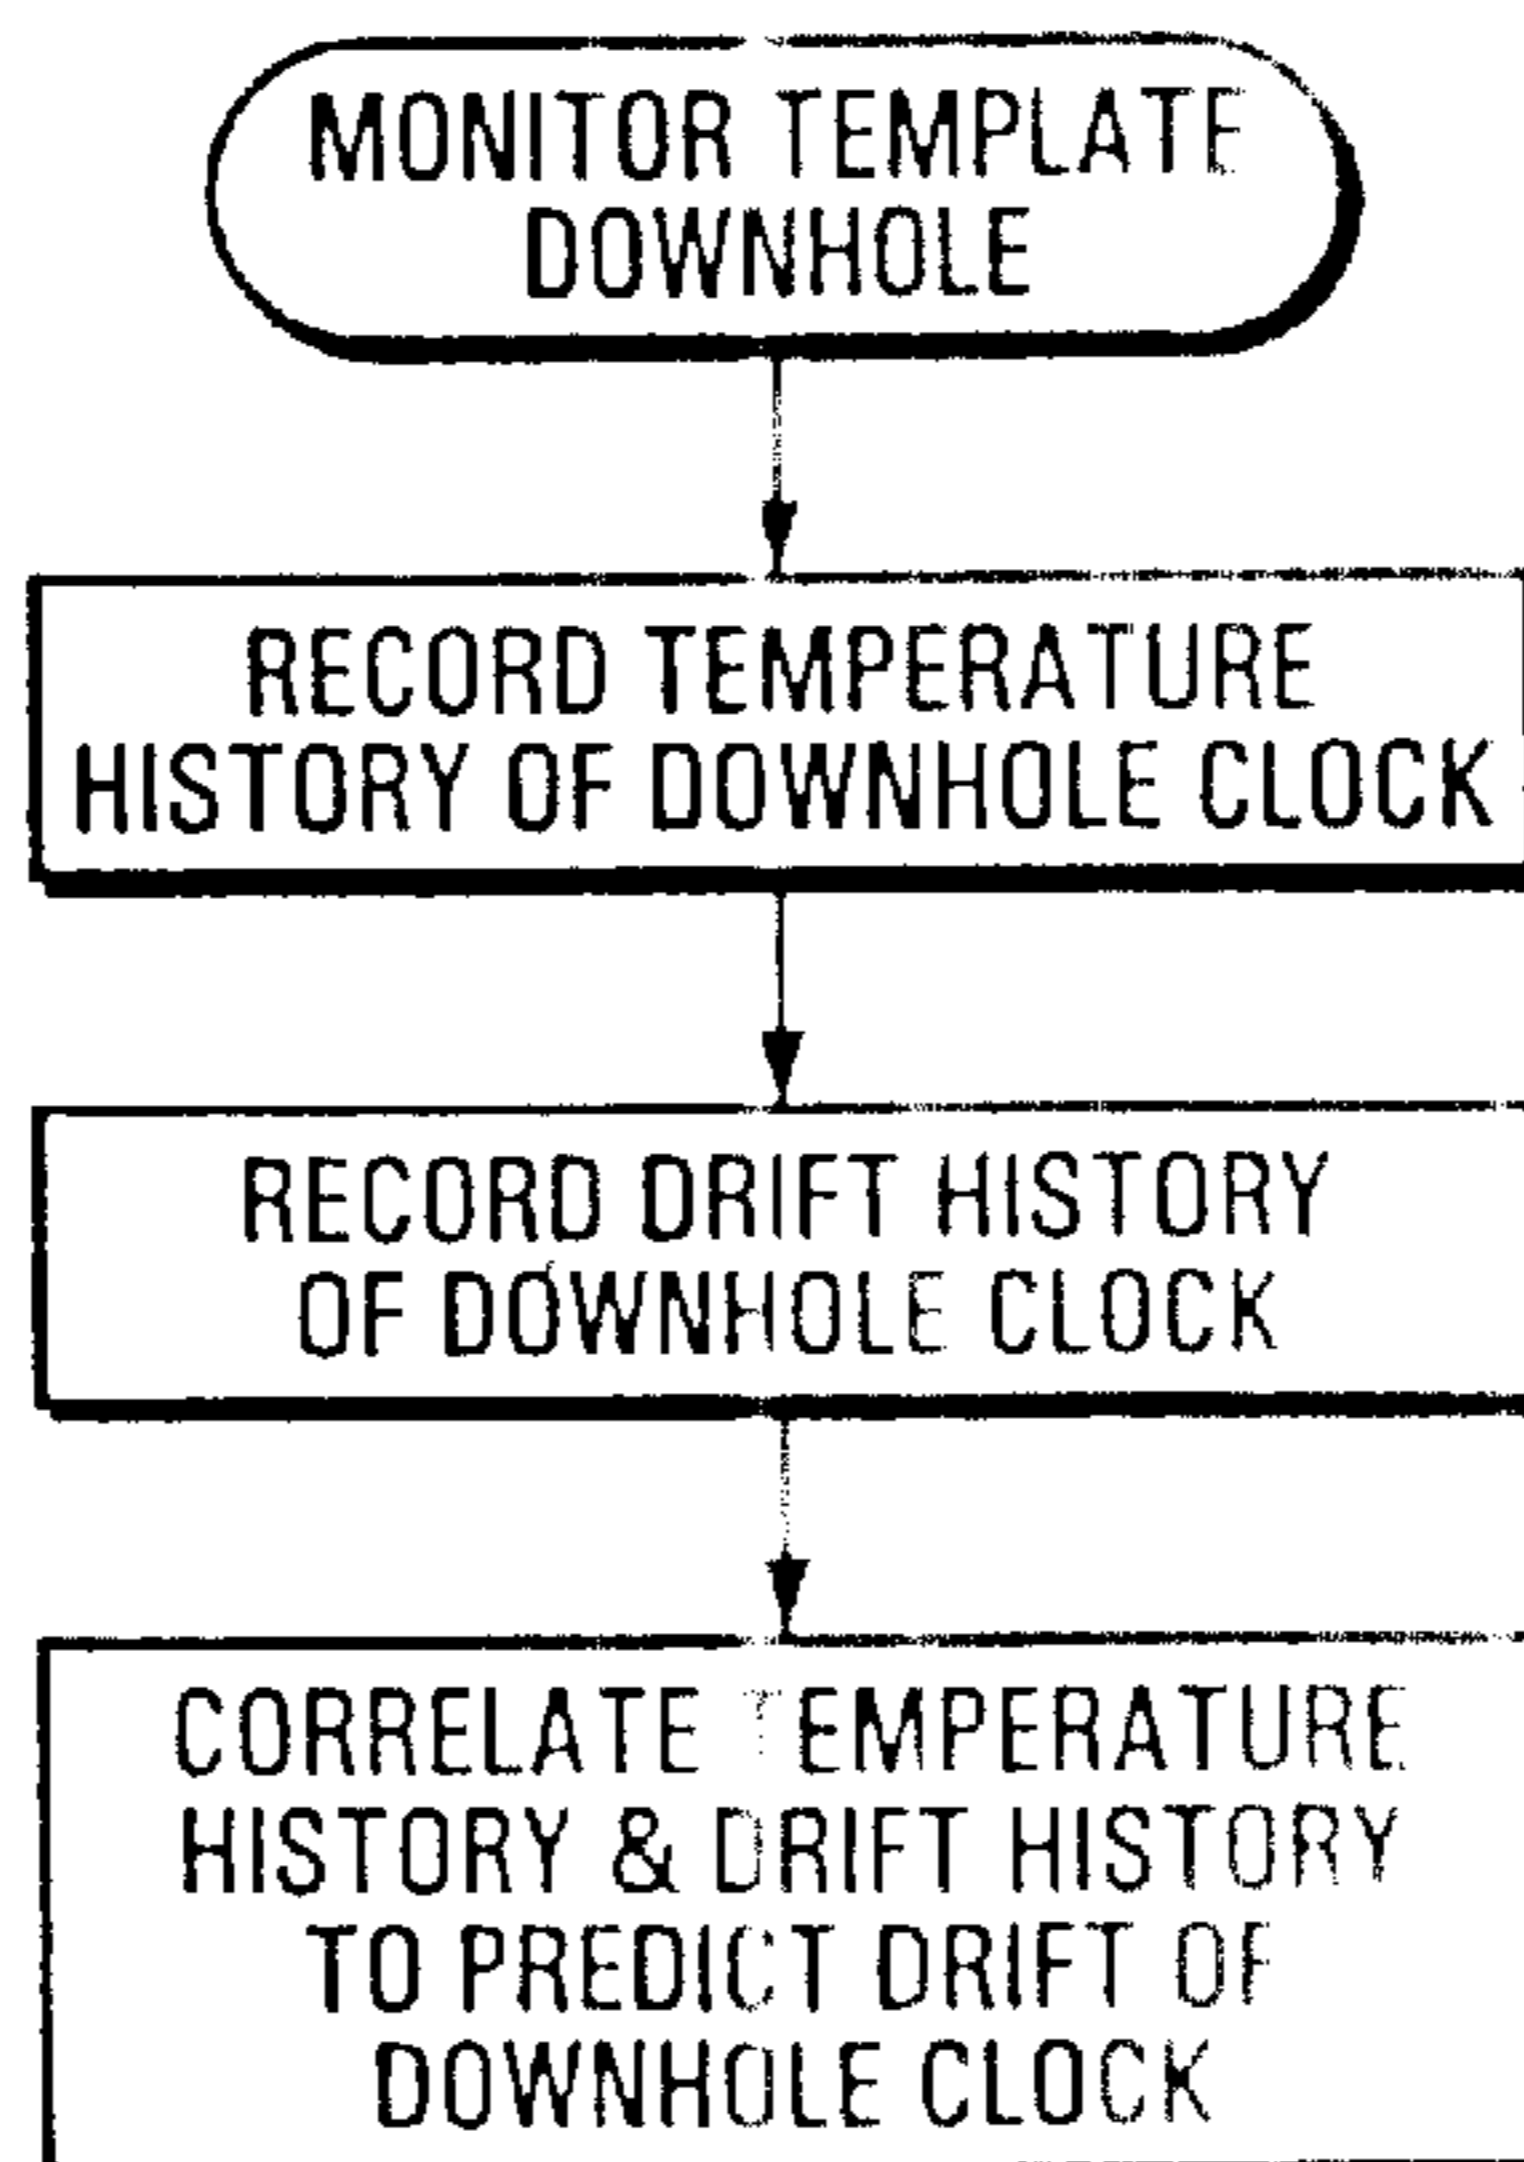 MONITOR TEMPLATE
DOWNHOLE
RECORD TEMPERATURE
HISTORY OF DOWNHOLE CLOCK
RECORD DRIFT HISTORY
OF DOWNHOLE CLOCK
CORRELATE TEMPERATURE
HISTORY & DRIFT HISTORY
TO PREDICT DRIFT OF
DOWNHOLE CLOCK